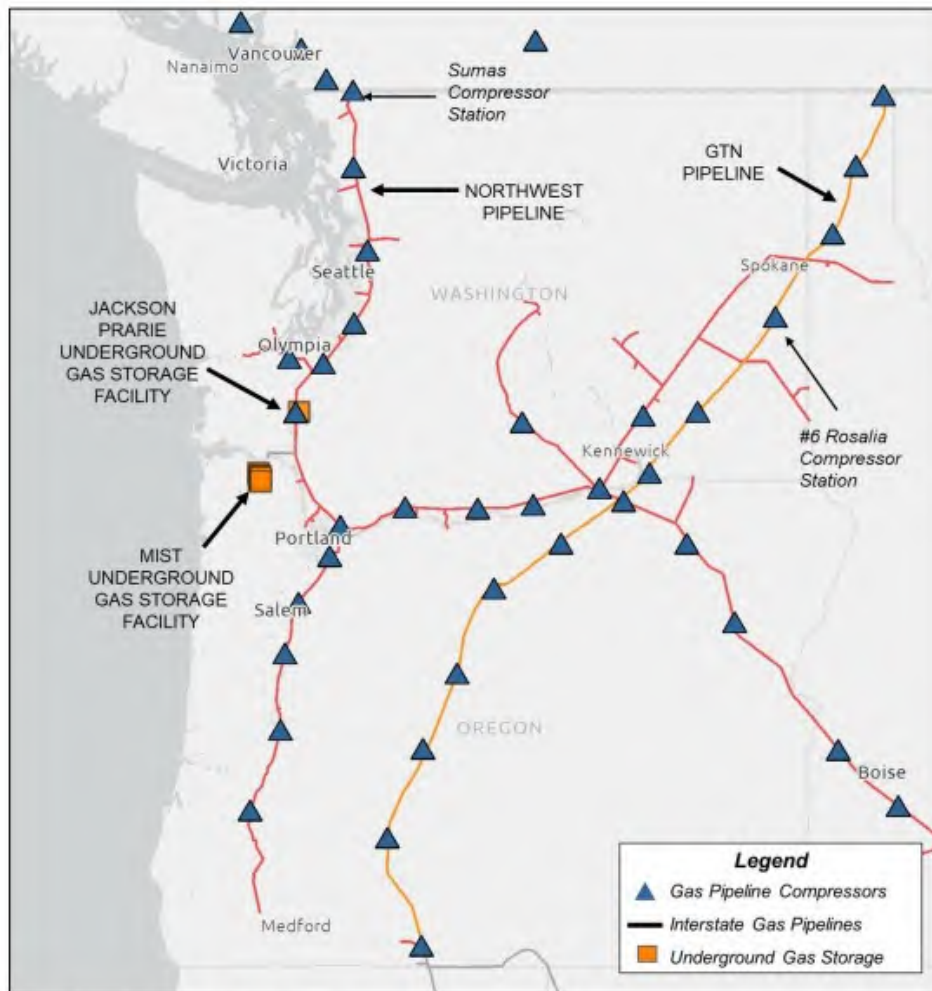 Vancouver
Nanaimo
Sumas
Compressor
Station
Victoria
GTN
PIPELINE
NORTHWEST
PIPELINE
Seattle
Spokane
WASHINGTON
JACKSON
PRARIE
UNDERGROUND
GAS STORAGE
FACILITY
Olympia
#6 Rosalia
Compressor
Station
Kennewick
Portland
MIST
UNDERGROUND
GAS STORAGE
FACILITY
Salem
OREGON
Boise
Medford
Legend
Gas Pipeline Compressors
Interstate Gas Pipelines
Underground Gas Storage